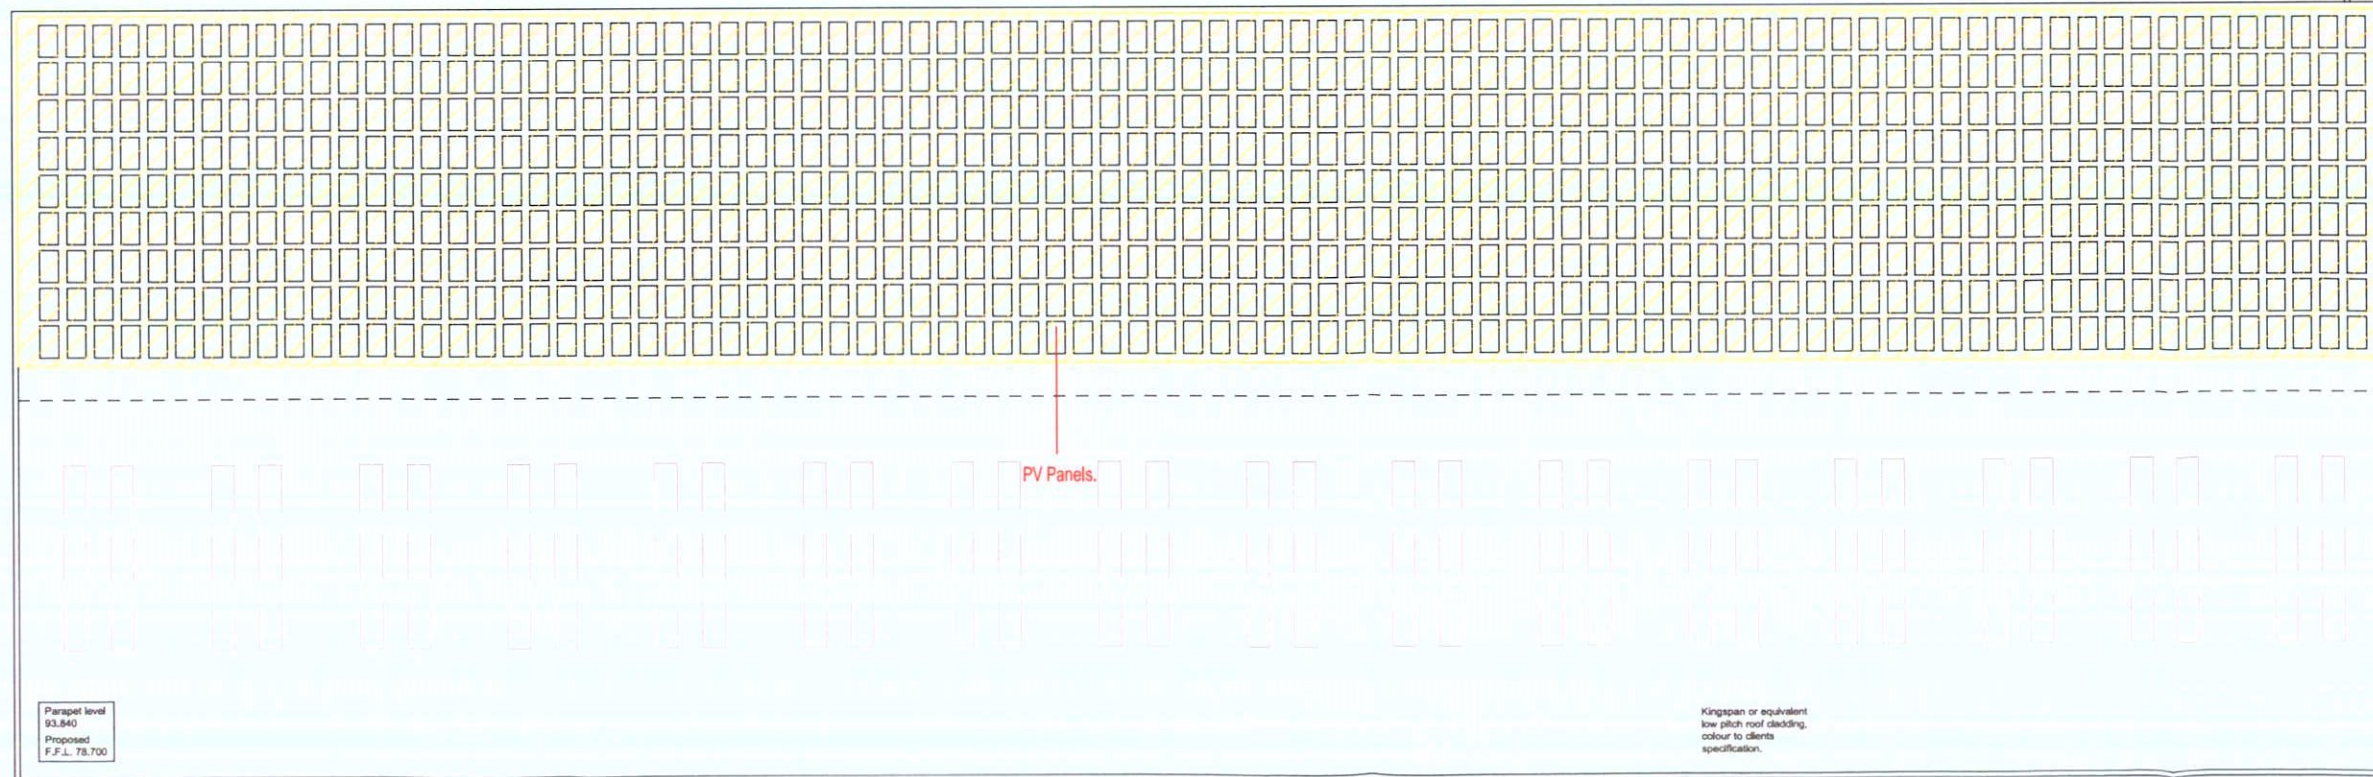 PV Panels.
Parapet level
93.840
Proposed
F.F.L. 78.700
Kingspan or equivalent
low pitch roof cladding,
colour to clients
specification.